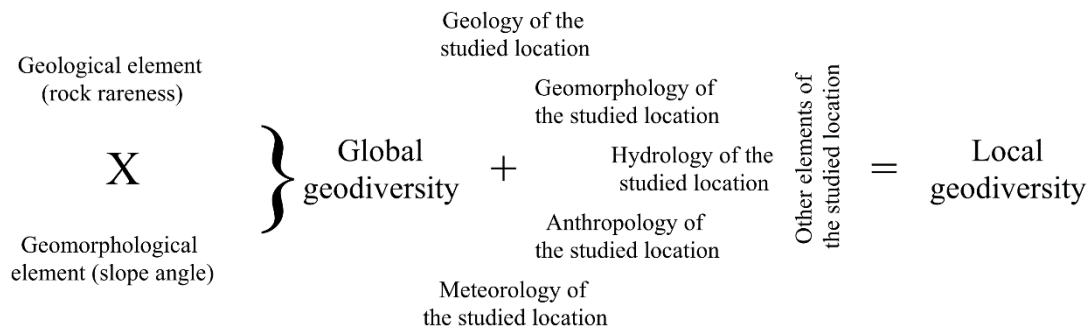 Geological element
(rock rareness)
X
Geomorphological
element (slope angle)
}
Global
geodiversity
+
Geology of the
studied location
Geomorphology of
the studied location
Hydrology of the
studied location
Anthropology of
the studied location
Meteorology of
the studied location
Other elements of
the studied location
=
Local
geodiversity